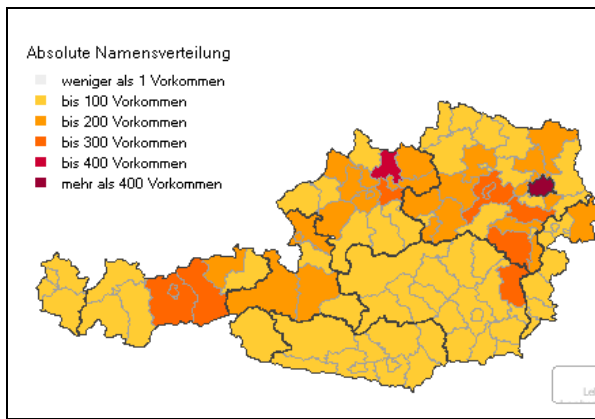 Absolute Namensverteilung
weniger als 1 Vorkommen
bis 100 Vorkommen
bis 200 Vorkommen
bis 300 Vorkommen
bis 400 Vorkommen
mehr als 400 Vorkommen